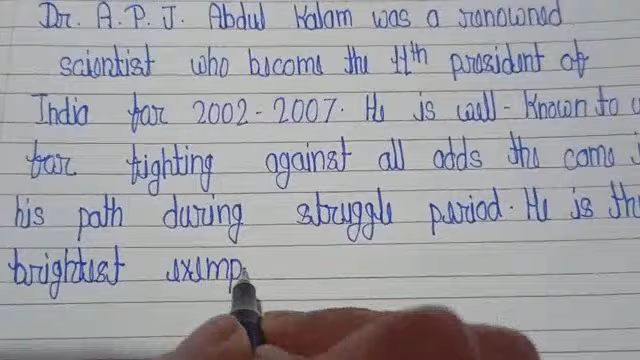 Dr. A. P. J. Abdul Kalam was a renowned
scientist who become the 11th president of
India for 2002-2007. He is well-known to
for fighting against all odds the come
his path during struggle period. He is th
brightest exemp